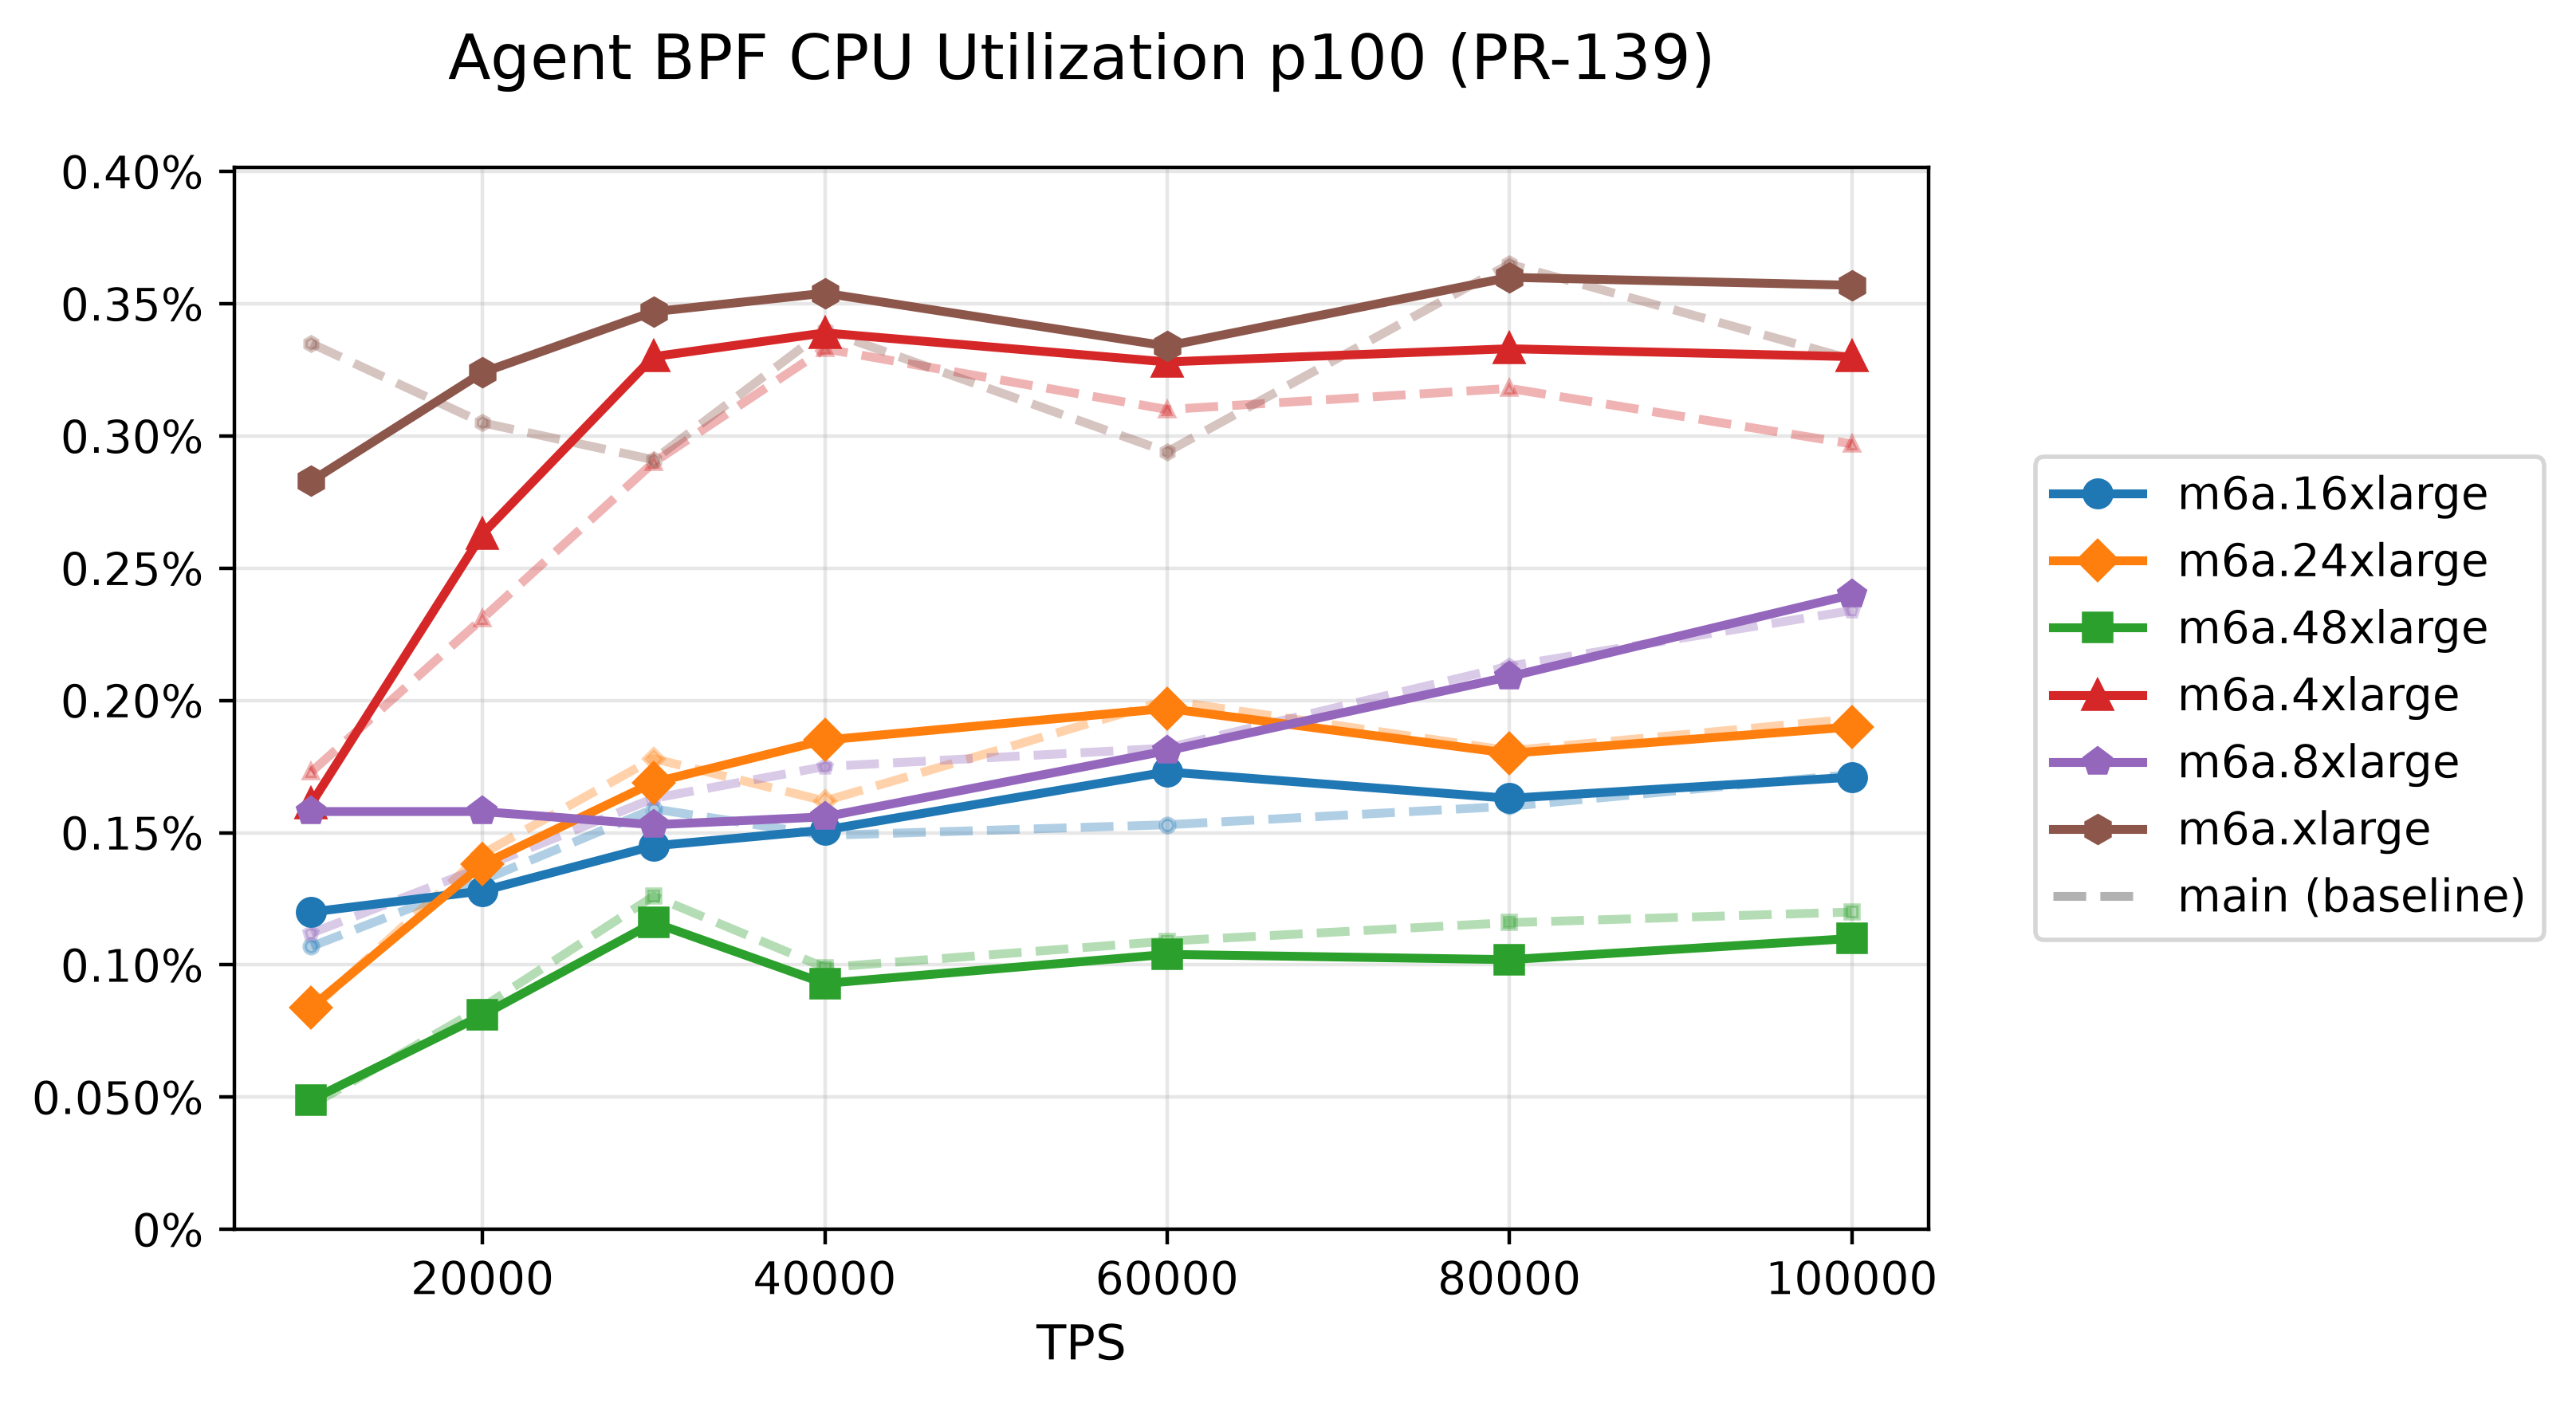 Agent BPF CPU Utilization p100 (PR-139)
0.40%
0.35%
0.30%
0.25%
0.20%
0.15%
0.10%
0.050%
0%
20000 40000 60000 80000 100000
TPS
m6a.16xlarge
m6a.24xlarge
m6a.48xlarge
m6a.4xlarge
m6a.8xlarge
m6a.xlarge
main (baseline)